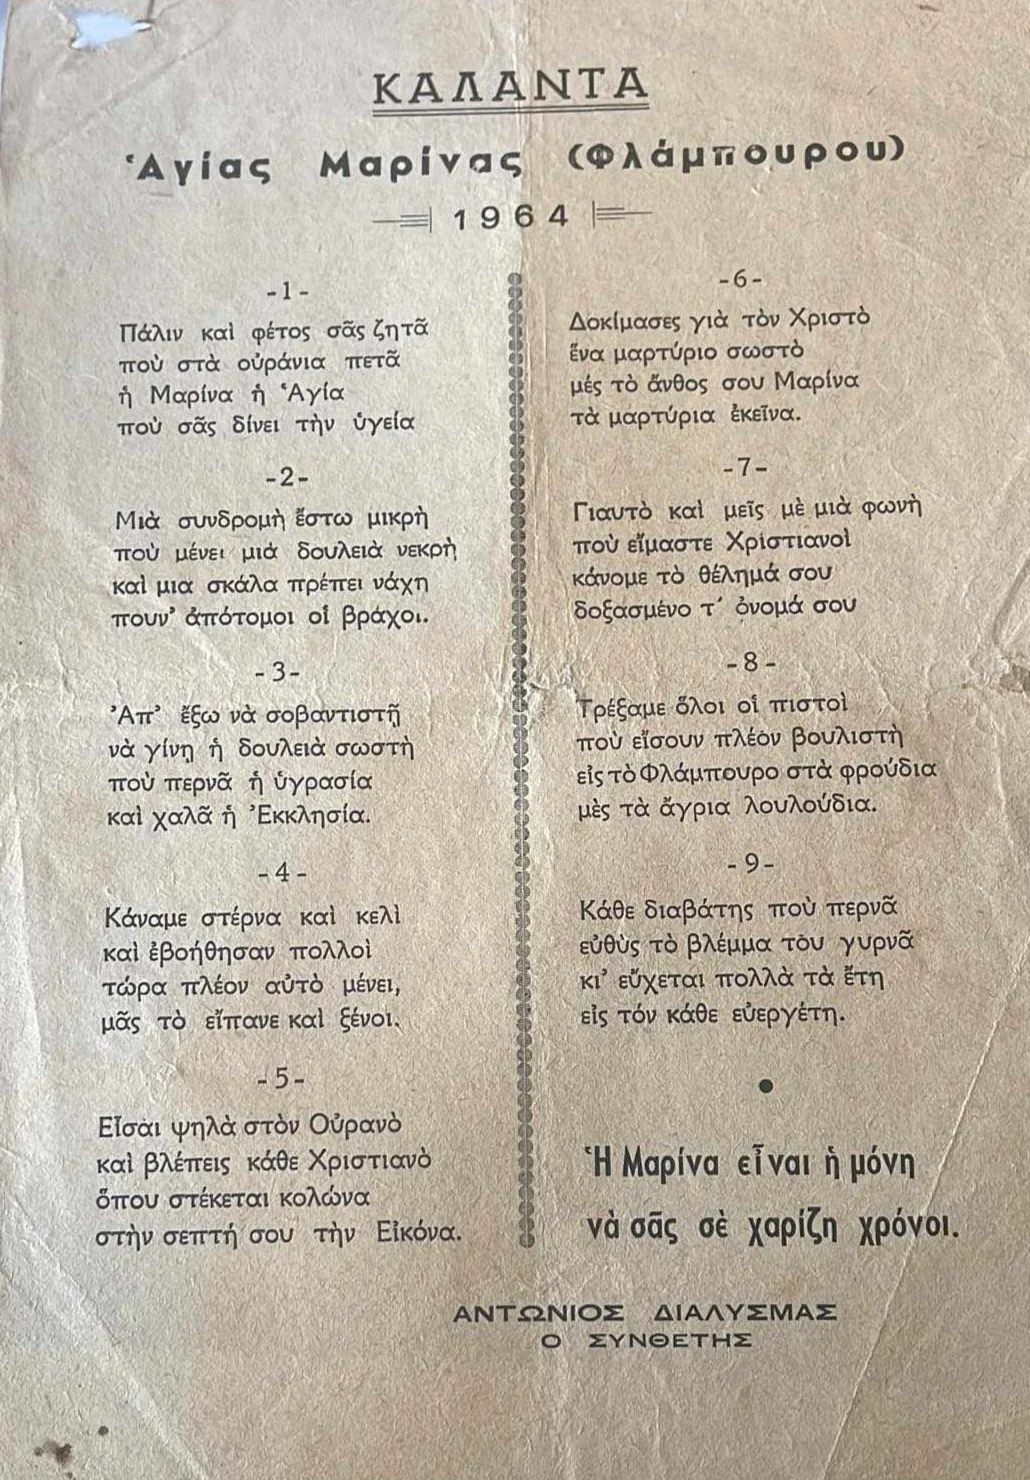 ΚΑΛΑΝΤΑ
Ἁγίας Μαρίνας (Φλάμπουρου)
1964
-1-
Πάλιν καὶ φέτος σᾶς ζητᾶ
ποὺ στὰ οὐράνια πετᾶ
ἡ Μαρίνα ἡ Ἁγία
ποὺ σᾶς δίνει τὴν ὑγεία
-2-
Μιὰ συνδρομὴ ἔστω μικρὴ
ποὺ μένει μιά δουλειὰ νεκρὴ
καὶ μια σκάλα πρέπει νάχη
πουν' ἀπότομοι οἱ βράχοι.
-3-
Ἀπ' ἔξω νὰ σοβαντιστῆ
νὰ γίνη ἡ δουλειὰ σωστὴ
ποὺ περνᾶ ἡ ὑγρασία
καὶ χαλᾶ ἡ Ἐκκλησία.
-4-
Κάναμε στέρνα καὶ κελὶ
καὶ ἐβοήθησαν πολλοὶ
τώρα πλέον αὐτὸ μένει,
μᾶς τὸ εἴπανε καὶ ξένοι.
-5-
Εἶσαι ψηλὰ στὸν Οὐρανὸ
καὶ βλέπεις κάθε Χριστιανὸ
ὅπου στέκεται κολώνα
στὴν σεπτή σου τὴν Εἰκόνα.
-6-
Δοκίμασες γιὰ τὸν Χριστὸ
ἕνα μαρτύριο σωστὸ
μές τὸ ἄνθος σου Μαρίνα
τὰ μαρτύρια ἐκεῖνα.
-7-
Γιαυτὸ καὶ μεῖς μὲ μιὰ φωνὴ
ποὺ εἴμαστε Χριστιανοὶ
κάνομε τὸ θέλημά σου
δοξασμένο τ' ὀνομά σου
-8-
Τρέξαμε ὅλοι οἱ πιστοὶ
ποὺ εἴσουν πλέον βουλιστὴ
εἰς τὸ Φλάμπουρο στὰ φρούδια
μὲς τὰ ἄγρια λουλούδια.
-9-
Κάθε διαβάτης ποὺ περνᾶ
εὐθὺς τὸ βλέμμα του γυρνᾶ
κι' εὔχεται πολλὰ τὰ ἔτη
εἰς τόν κάθε εὐεργέτη.
Ἡ Μαρίνα εἶναι ἡ μόνη
νὰ σᾶς σὲ χαρίζη χρόνοι.
ΑΝΤΩΝΙΟΣ ΔΙΑΛΥΣΜΑΣ
Ο ΣΥΝΘΕΤΗΣ